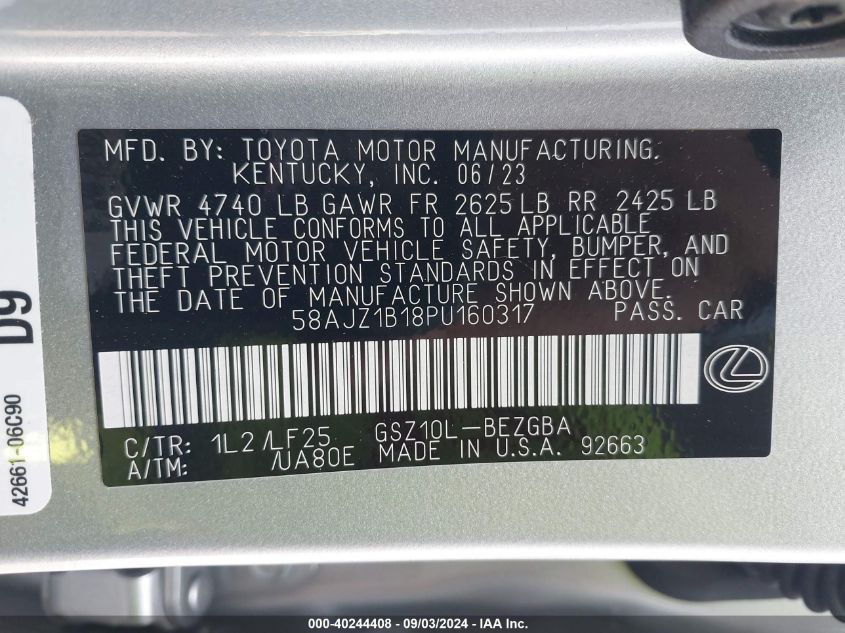 MFD. BY: TOYOTA MOTOR MANUFACTURING.
KENTUCKY, INC. 06/23
GVWR 4740 LB GAWR FR 2625 LB RR 2425 LB
THIS VEHICLE CONFORMS TO ALL APPLICABLE
FEDERAL MOTOR VEHICLE SAFETY, BUMPER, AND
THEFT PREVENTION STANDARDS IN EFFECT ON
THE DATE OF MANUFACTURE SHOWN ABOVE.
58AJZ1B18PU160317 PASS. CAR
C/TR: 1L2/LF25 GSZ10L-BEZGBA
A/TM: /UA80E MADE IN U.S.A. 92663
42661-06C90
D9
000-40244408 - 09/03/2024 - IAA Inc.